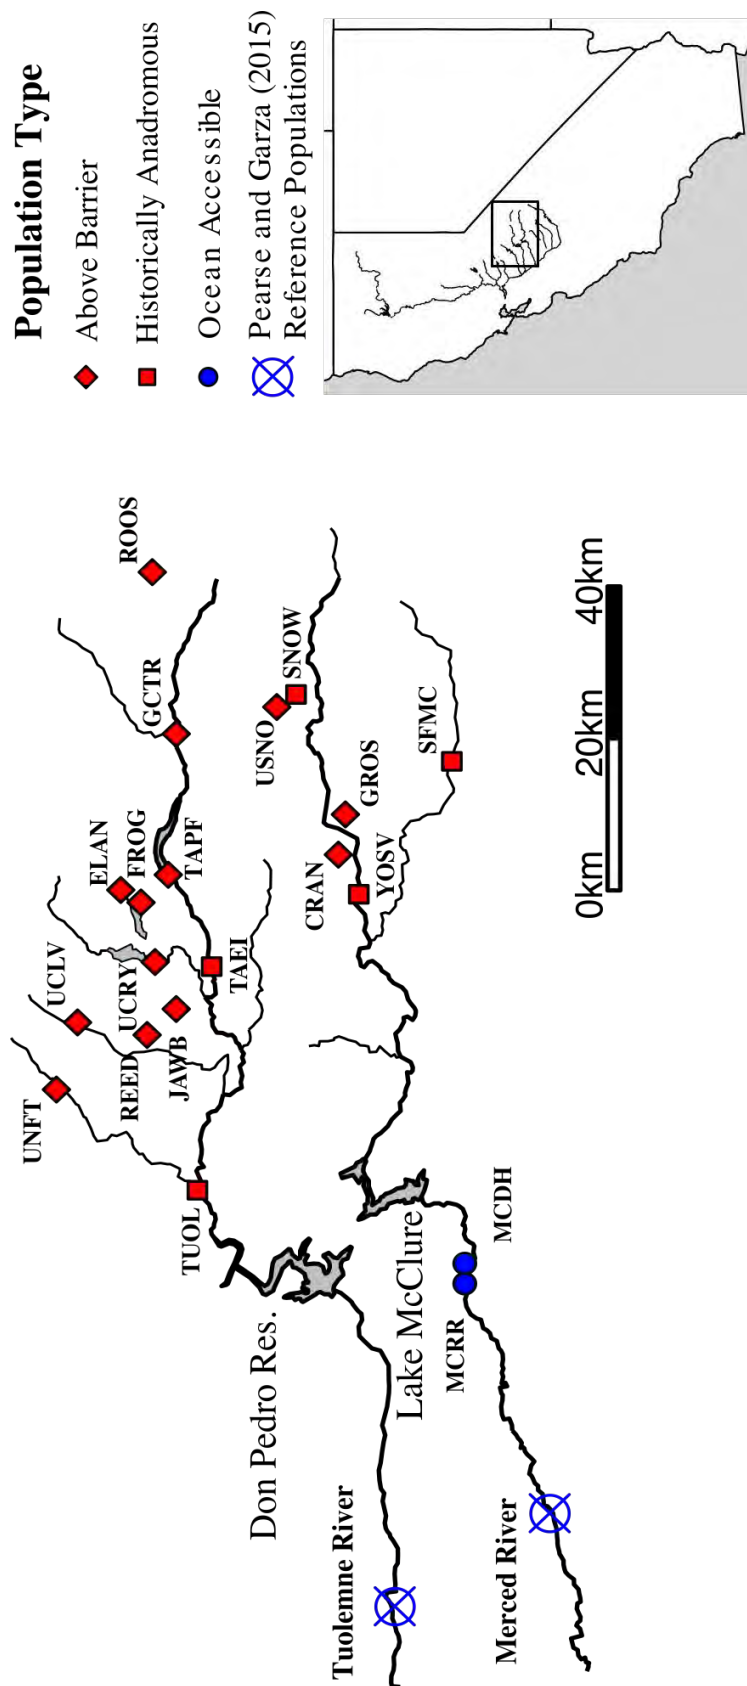 Population Type
Above Barrier
Historically Anadromous
Ocean Accessible
Pearse and Garza (2015)
Reference Populations
ROOS
GCTR
ELAN
FROG
TAPF
UCLV
UCRY
TAEI
REED
JAWB
UNFT
TUOL
USNO
SNOW
SFMC
GROS
CRAN
YOSV
Don Pedro Res.
Lake McClure
MCDH
MCRR
Tuolemne River
Merced River
0km 20km 40km